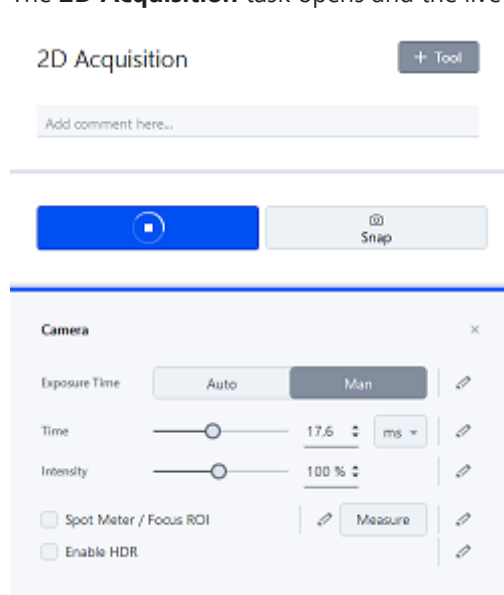 The 2D Acquisition task opens and the live
2D Acquisition
+ Tool
Add comment here...
Snap
Camera
×
Exposure Time Auto Man
Time 17,6 ms
Intensity 100 %
Spot Meter / Focus ROI Measure
Enable HDR